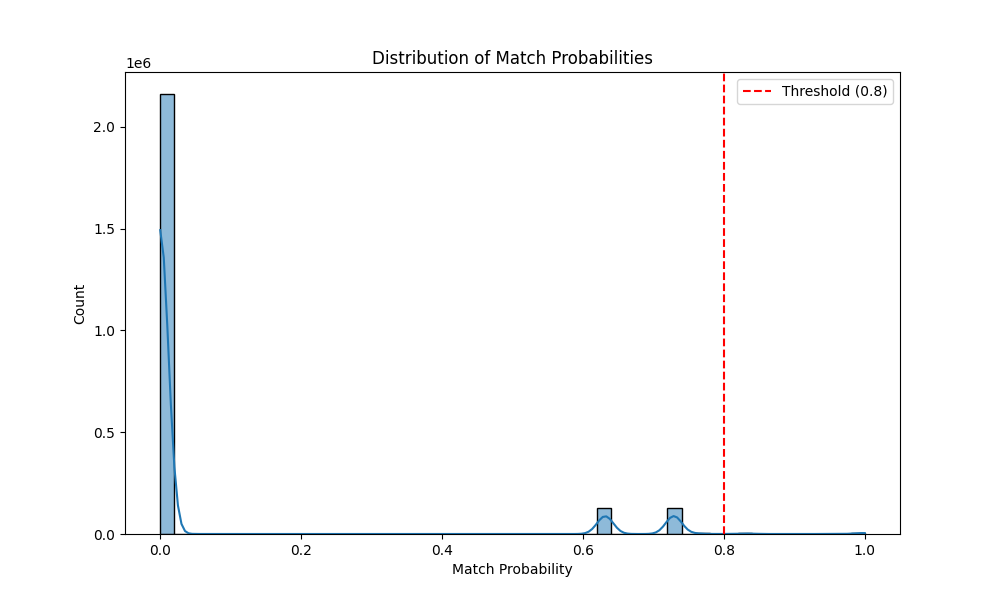 Distribution of Match Probabilities
1e6
Threshold (0.8)
2.0
1.5
1.0
0.5
0.0
Count
0.0 0.2 0.4 0.6 0.8 1.0
Match Probability